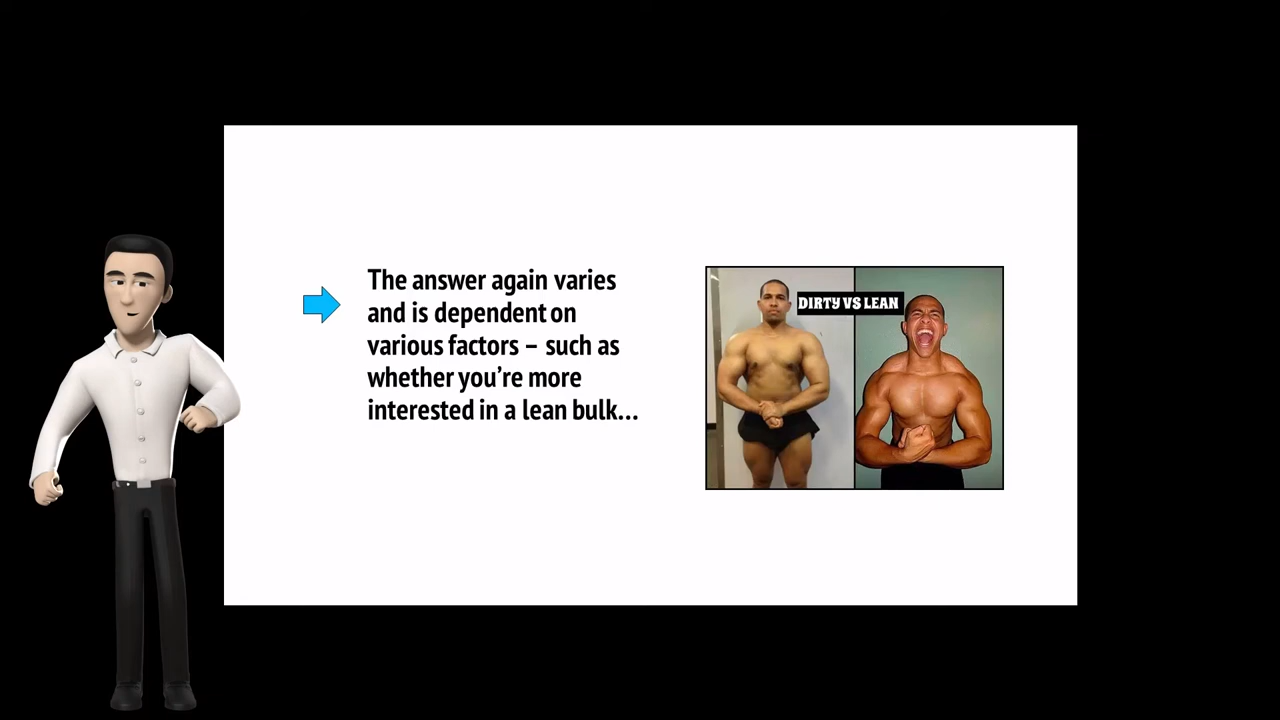 The answer again varies
and is dependent on
various factors – such as
whether you're more
interested in a lean bulk...
DIRTY VS LEAN